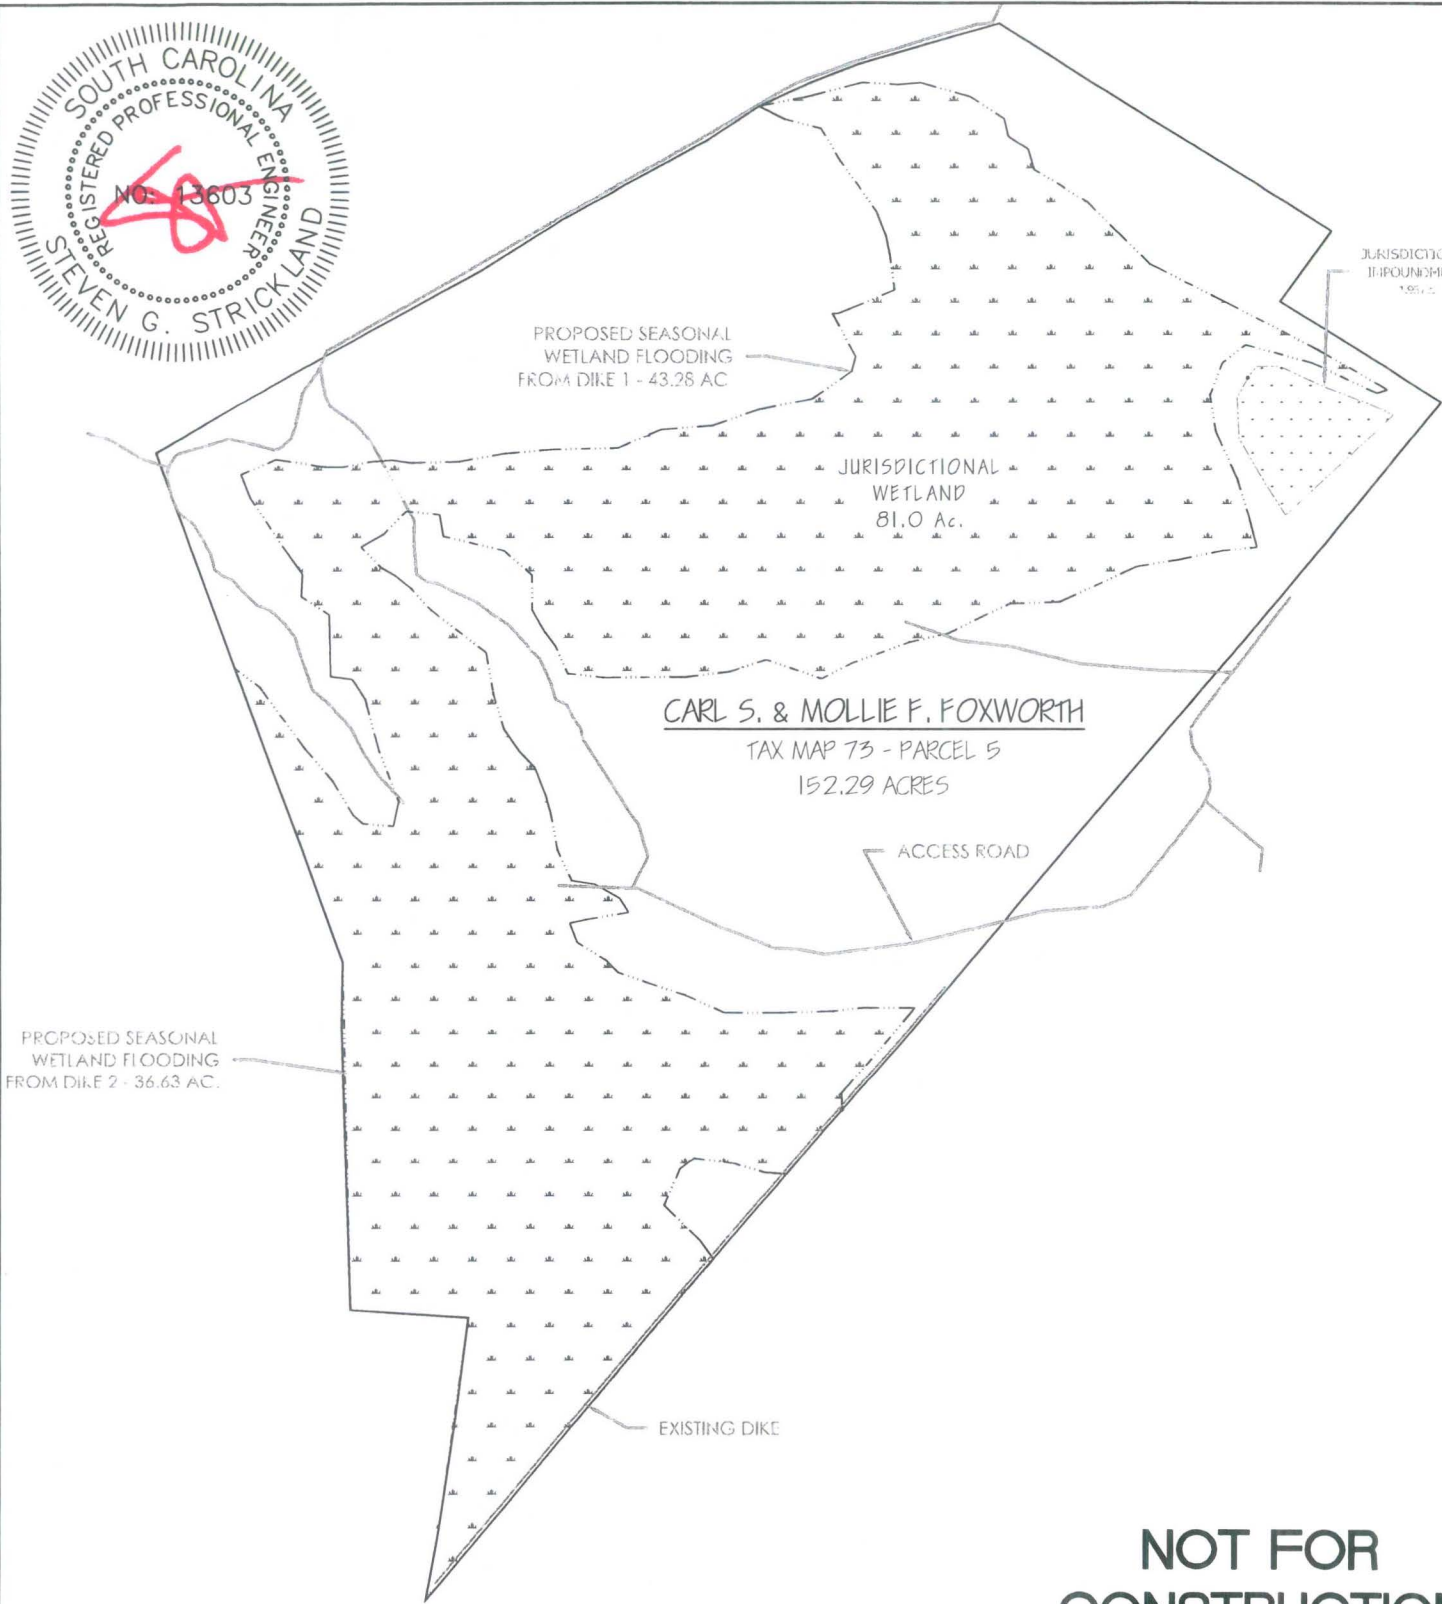 SOUTH CAROLINA
REGISTERED PROFESSIONAL ENGINEER
NO. 13603
STEVEN G. STRICKLAND
PROPOSED SEASONAL
WETLAND FLOODING
FROM DIKE 1 - 43.28 AC
JURISDICTIONAL
WETLAND
81.0 Ac.
CARL S. & MOLLIE F. FOXWORTH
TAX MAP 73 - PARCEL 5
152.29 ACRES
ACCESS ROAD
PROPOSED SEASONAL
WETLAND FLOODING
FROM DIKE 2 - 36.63 AC.
EXISTING DIKE
NOT FOR